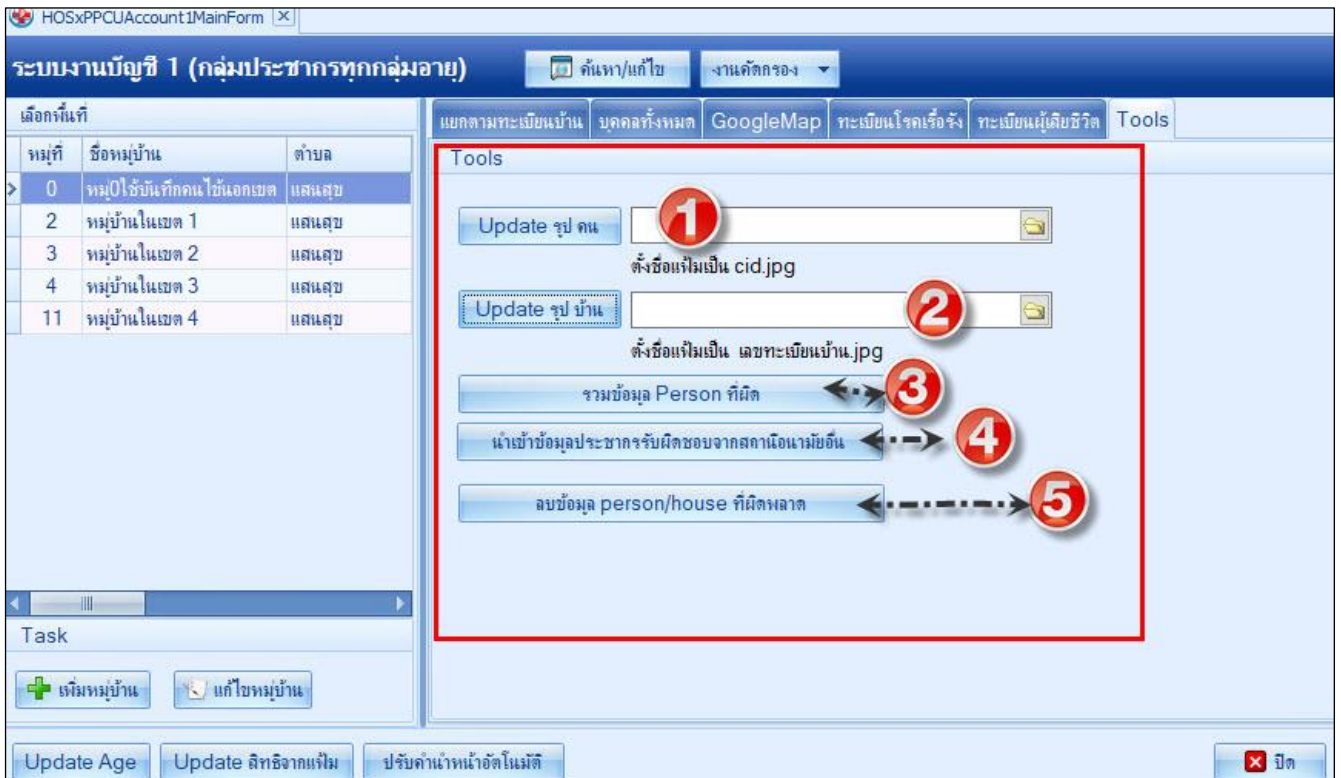 HOSxPPCUAccount1MainForm
ระบบงานบัญชี 1 (กลุ่มประชากรทุกกลุ่มอายุ)
ค้นหา/แก้ไข
งานคัดกรอง
เลือกพื้นที่
หมู่ที่ ชื่อหมู่บ้าน ตำบล
0 หมู่0ใช้บันทึกคนไข้นอกเขต แสนสุข
2 หมู่บ้านในเขต 1 แสนสุข
3 หมู่บ้านในเขต 2 แสนสุข
4 หมู่บ้านในเขต 3 แสนสุข
11 หมู่บ้านในเขต 4 แสนสุข
Task
เพิ่มหมู่บ้าน แก้ไขหมู่บ้าน
แยกตามทะเบียนบ้าน บุคคลทั้งหมด GoogleMap ทะเบียนโรคเรื้อรัง ทะเบียนผู้เสียชีวิต Tools
Tools
Update รูป คน 1
ตั้งชื่อแฟ้มเป็น cid.jpg
Update รูป บ้าน 2
ตั้งชื่อแฟ้มเป็น เลขทะเบียนบ้าน.jpg
รวมข้อมูล Person ที่ผิด 3
นำเข้าข้อมูลประชากรรับผิดชอบจากสถานีอนามัยอื่น 4
ลบข้อมูล person/house ที่ผิดพลาด 5
Update Age Update สิทธิจากแฟ้ม ปรับคำนำหน้าอัตโนมัติ ปิด